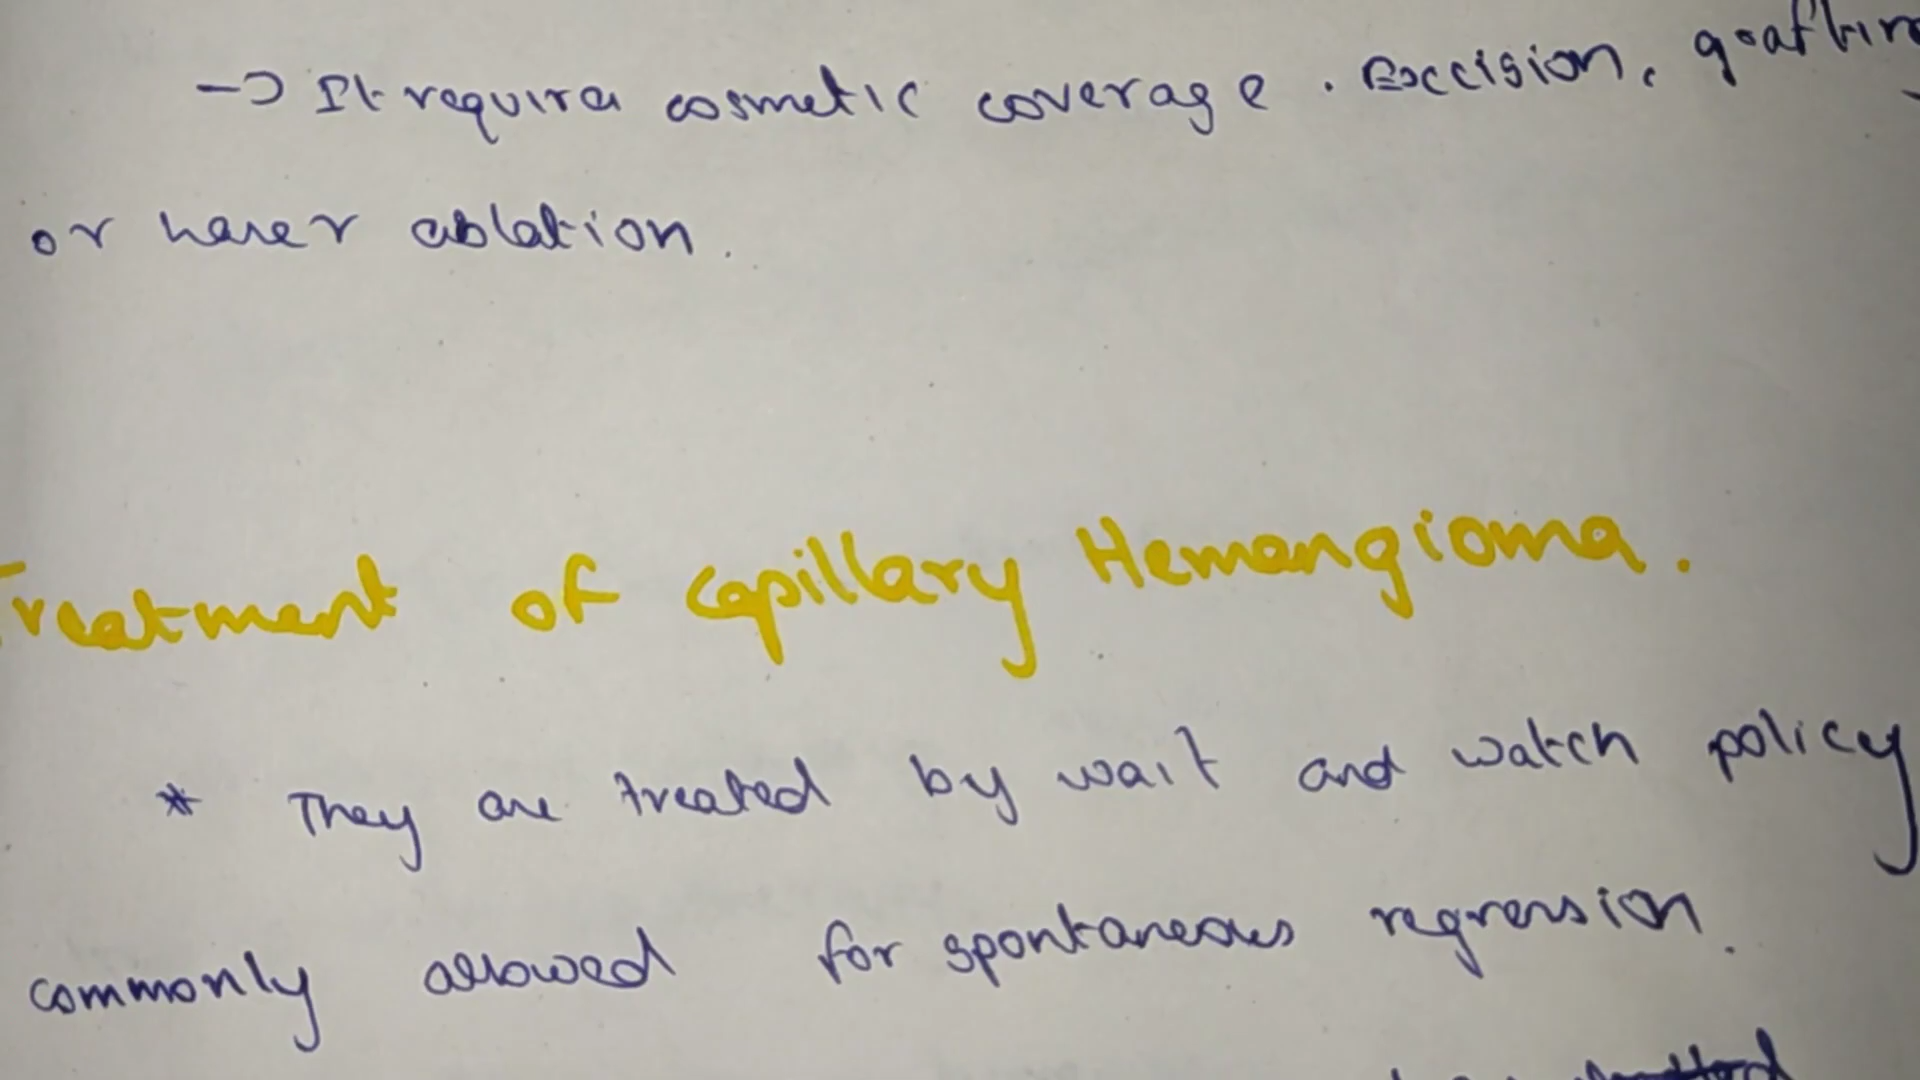 → It requires cosmetic coverage. Excision, grafting
or laser ablation.
Treatment of Capillary Hemangioma.
* They are treated by wait and watch policy
commonly allowed for spontaneous regression.